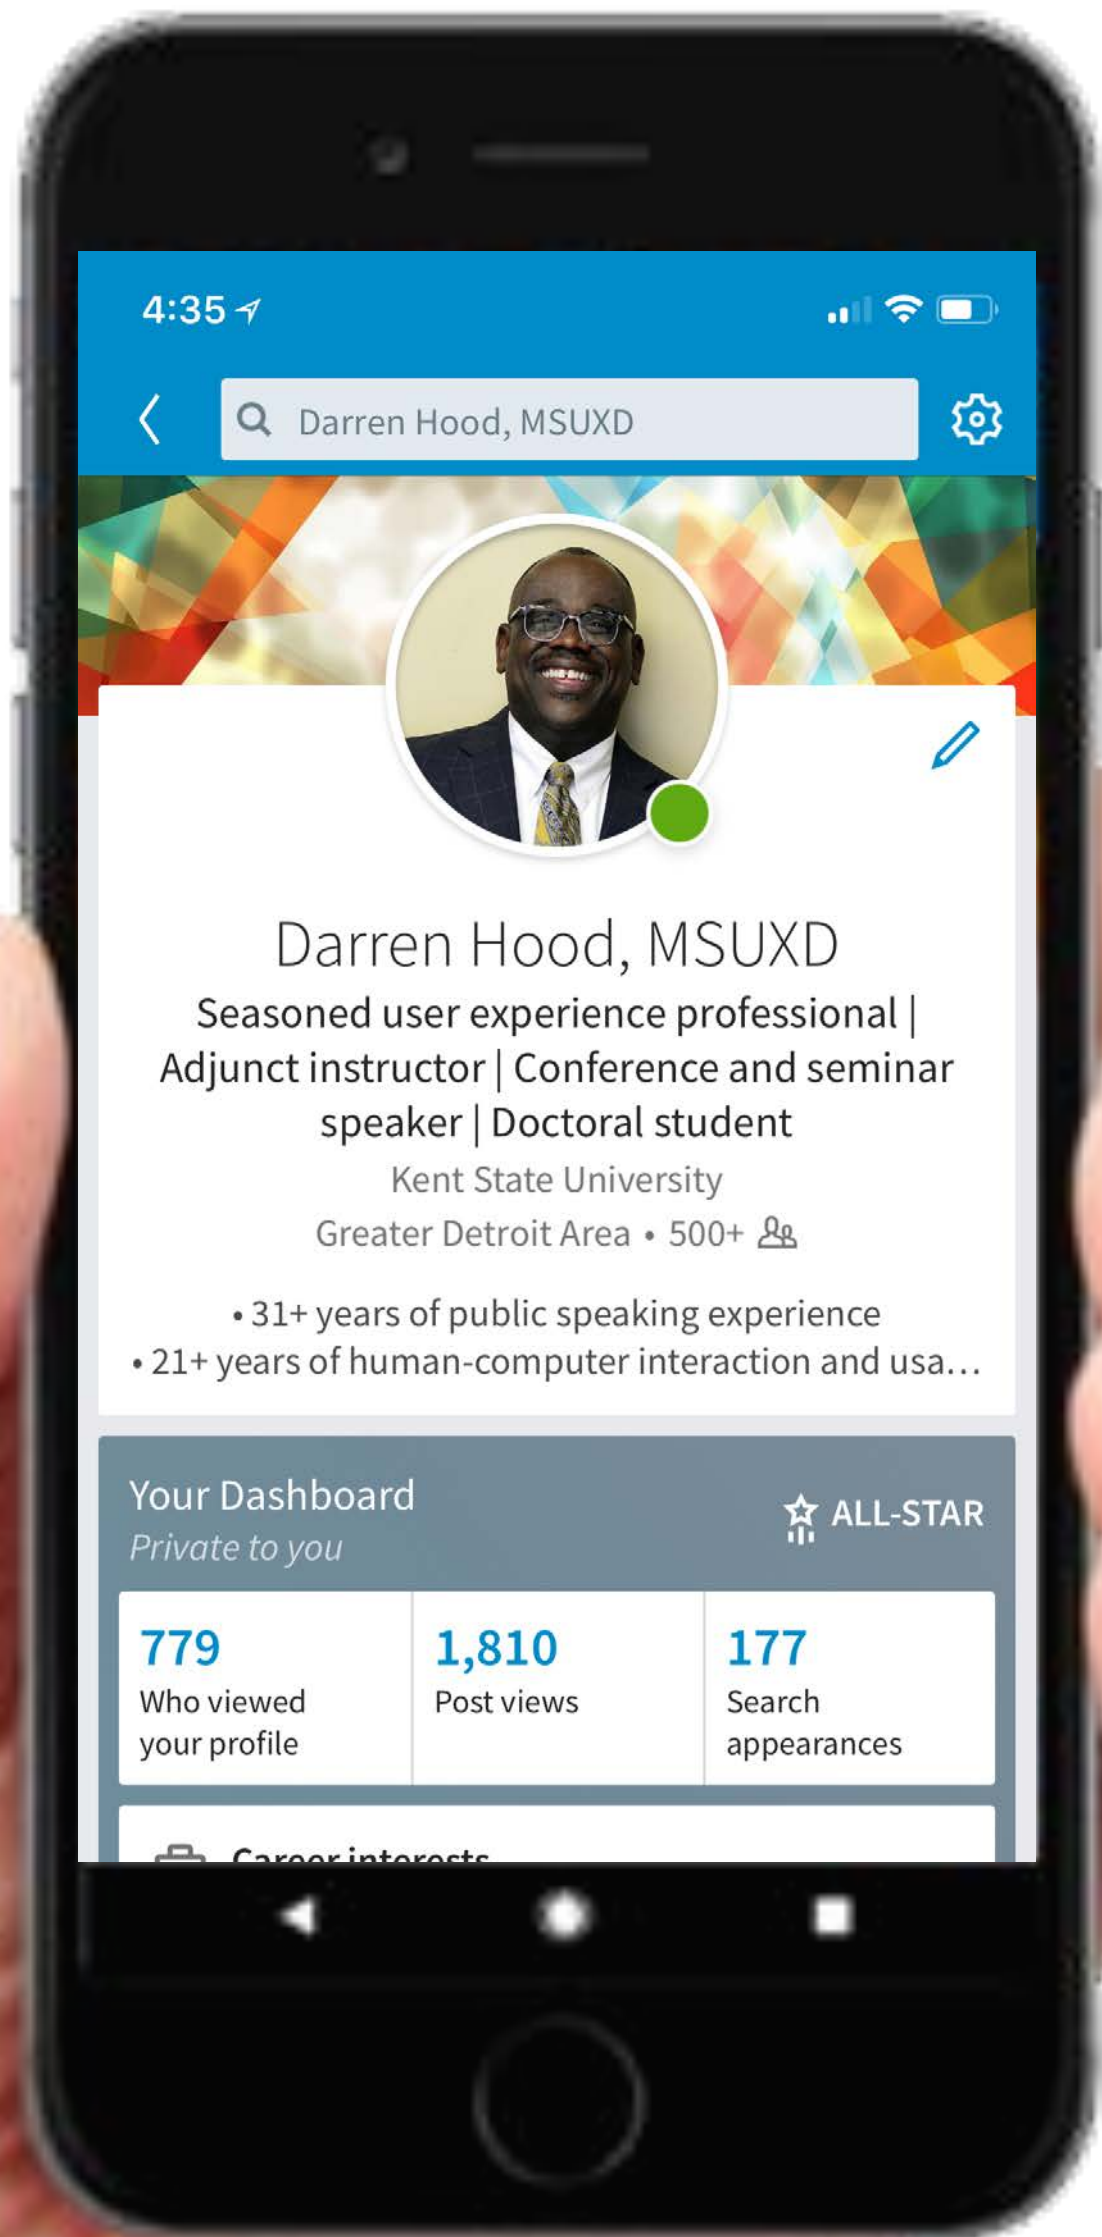 4:35
Darren Hood, MSUXD
Darren Hood, MSUXD
Seasoned user experience professional |
Adjunct instructor | Conference and seminar
speaker | Doctoral student
Kent State University
Greater Detroit Area • 500+
• 31+ years of public speaking experience
• 21+ years of human-computer interaction and usa...
Your Dashboard
ALL-STAR
Private to you
779
Who viewed
your profile
1,810
Post views
177
Search
appearances
Career interests